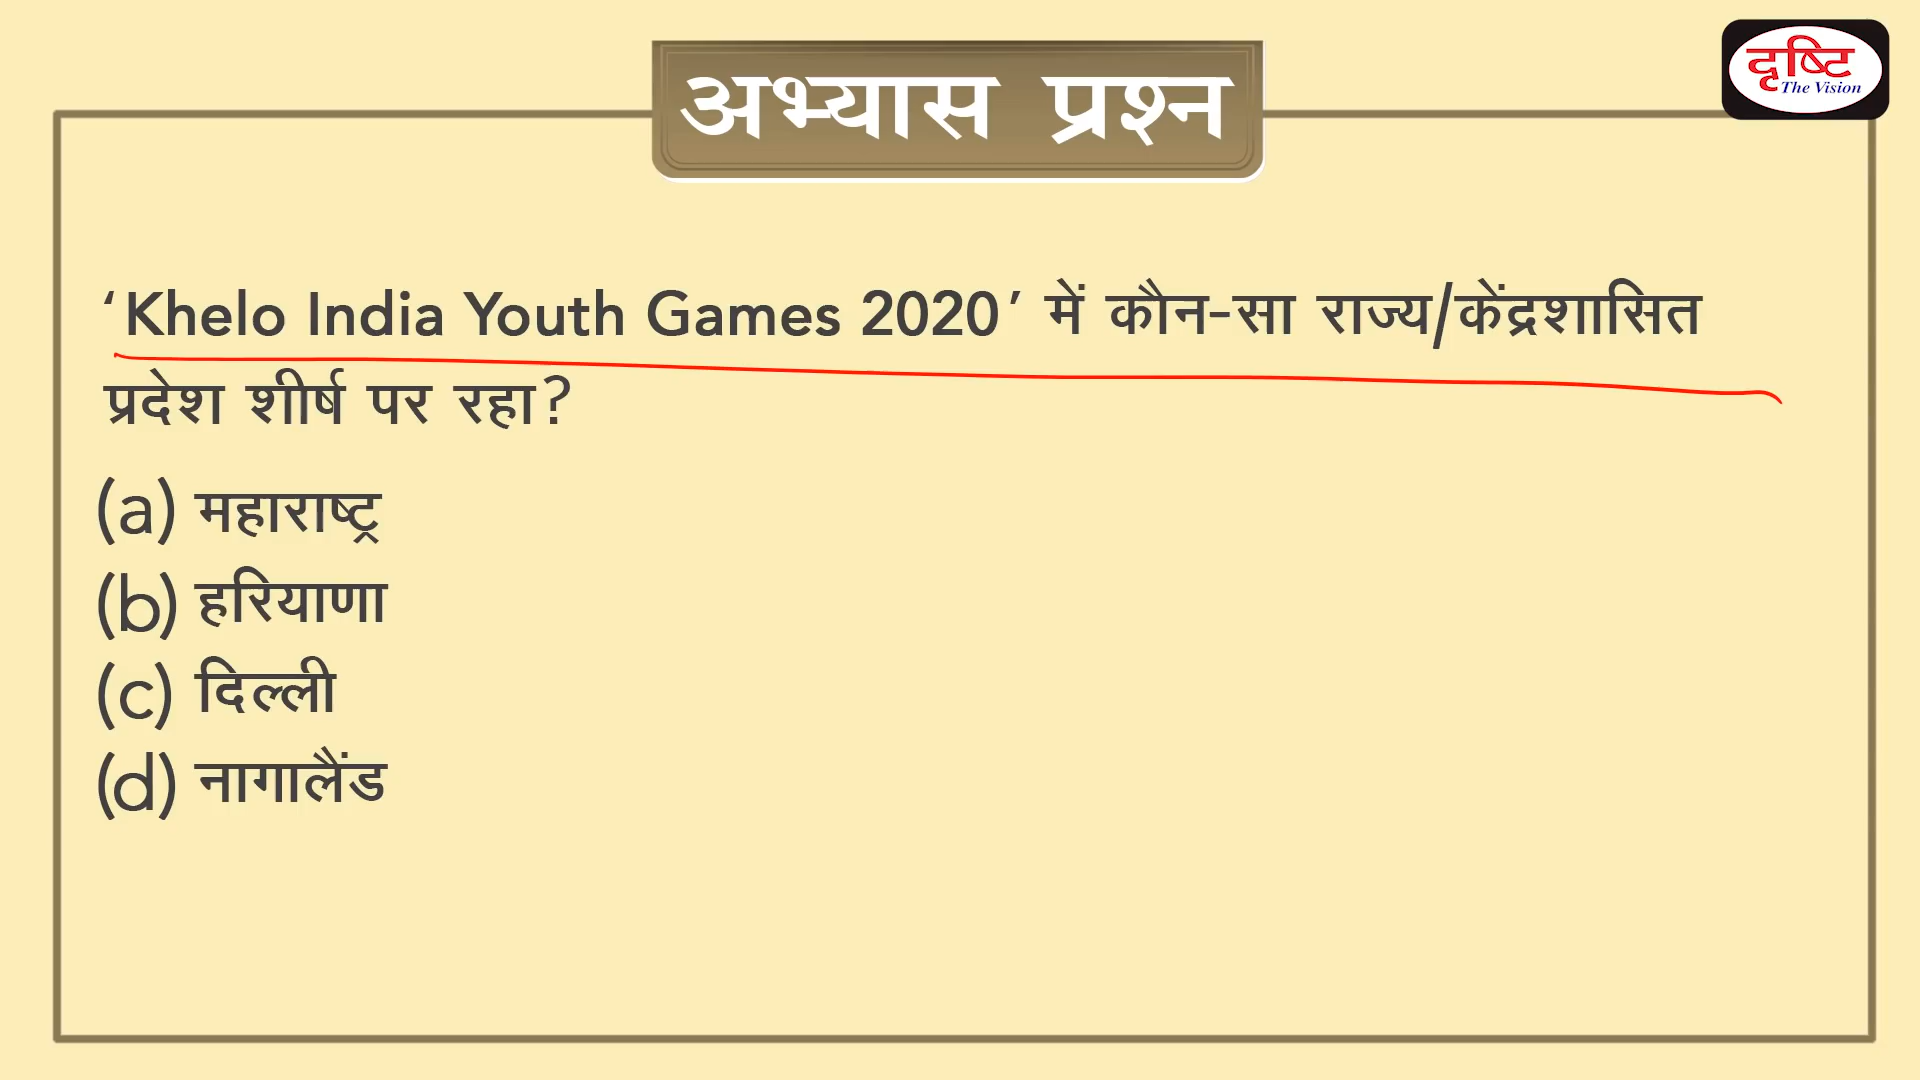 अभ्यास प्रश्न
दृष्टि
The Vision
‘Khelo India Youth Games 2020’ में कौन-सा राज्य/केंद्रशासित
प्रदेश शीर्ष पर रहा?
(a) महाराष्ट्र
(b) हरियाणा
(c) दिल्ली
(d) नागालैंड